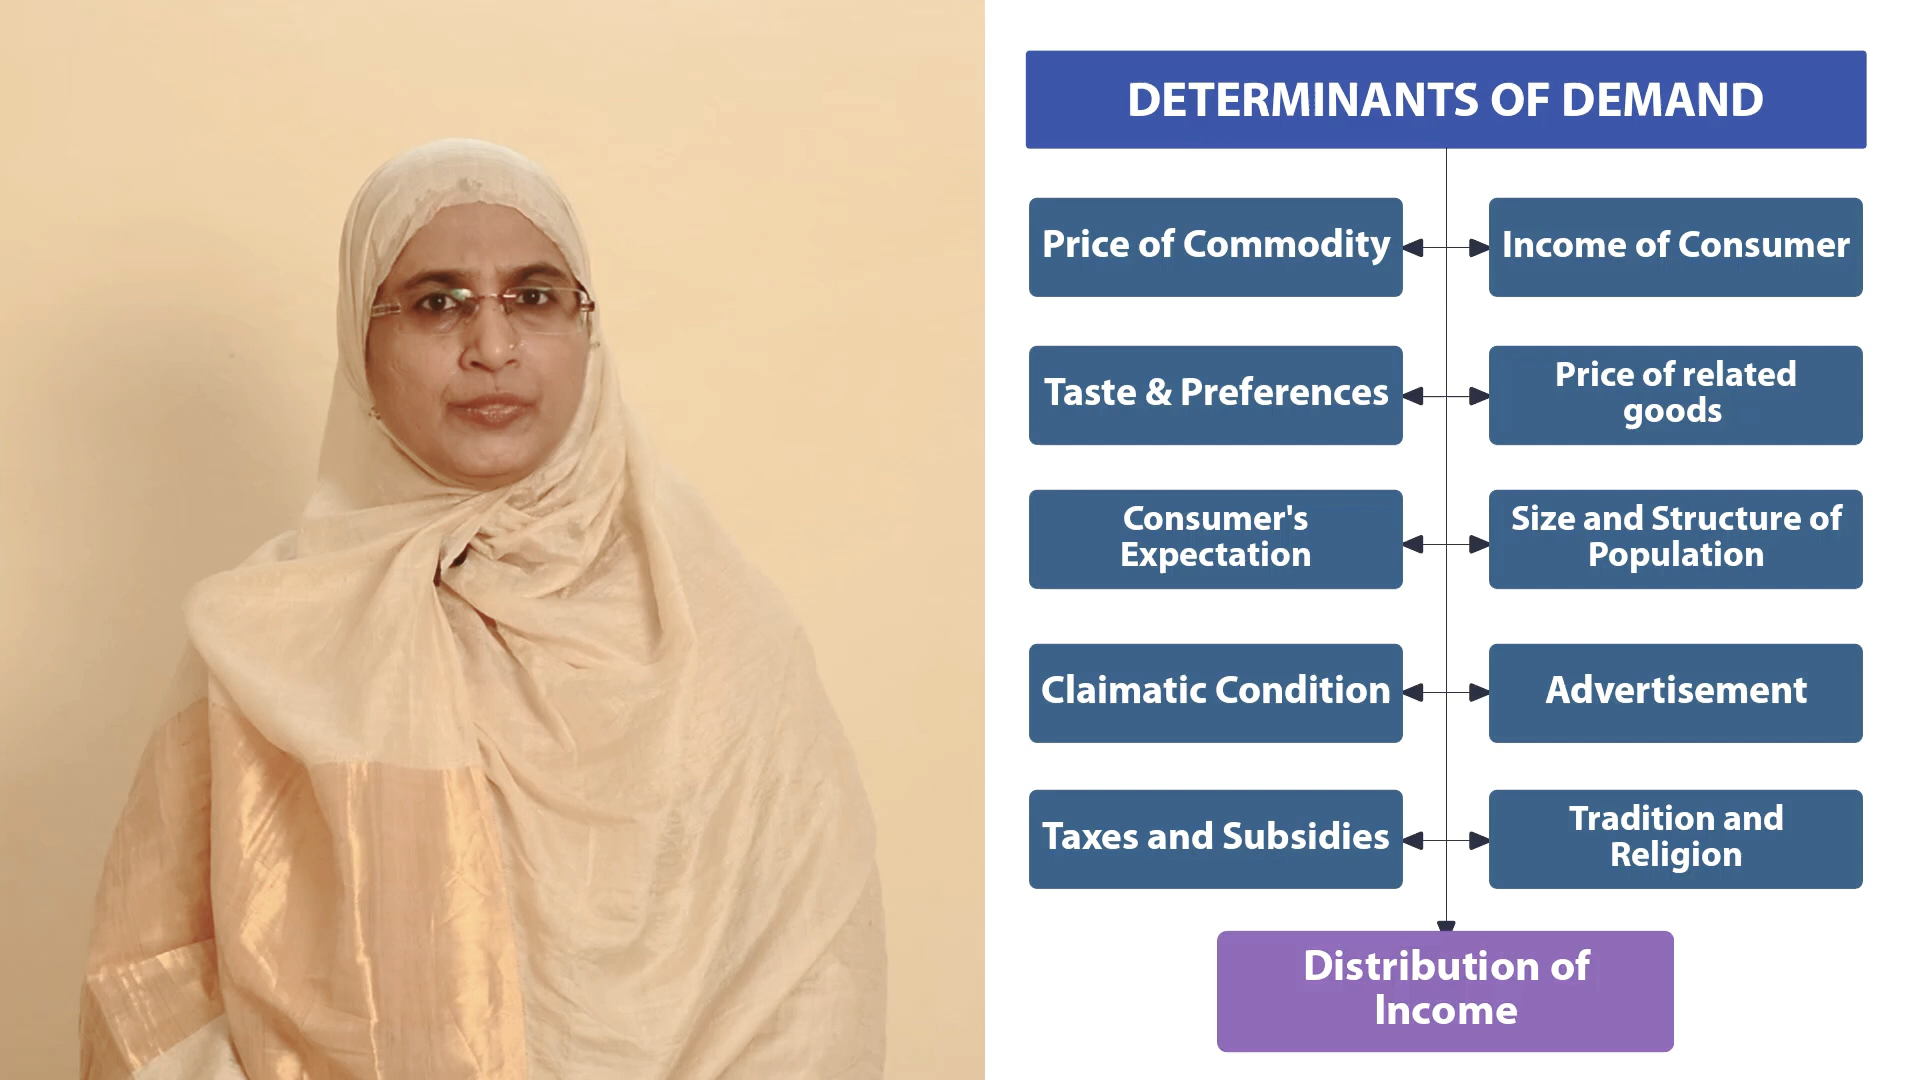 DETERMINANTS OF DEMAND
Price of Commodity
Income of Consumer
Taste & Preferences
Price of related
goods
Consumer's
Expectation
Size and Structure of
Population
Claimatic Condition
Advertisement
Taxes and Subsidies
Tradition and
Religion
Distribution of
Income